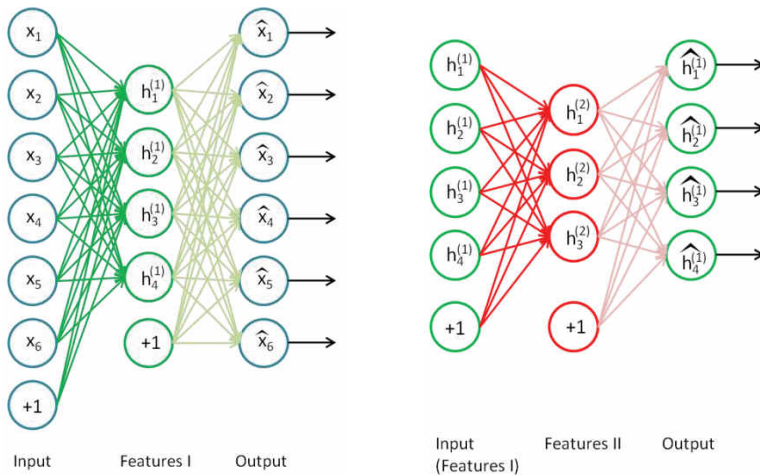 x₁
x₂
x₃
x₄
x₅
x₆
+1
h₁⁽¹⁾
h₂⁽¹⁾
h₃⁽¹⁾
h₄⁽¹⁾
+1
x̂₁
x̂₂
x̂₃
x̂₄
x̂₅
x̂₆
Input
Features I
Output
h₁⁽¹⁾
h₂⁽¹⁾
h₃⁽¹⁾
h₄⁽¹⁾
+1
h₁⁽²⁾
h₂⁽²⁾
h₃⁽²⁾
+1
ĥ₁⁽¹⁾
ĥ₂⁽¹⁾
ĥ₃⁽¹⁾
ĥ₄⁽¹⁾
Input
(Features I)
Features II
Output